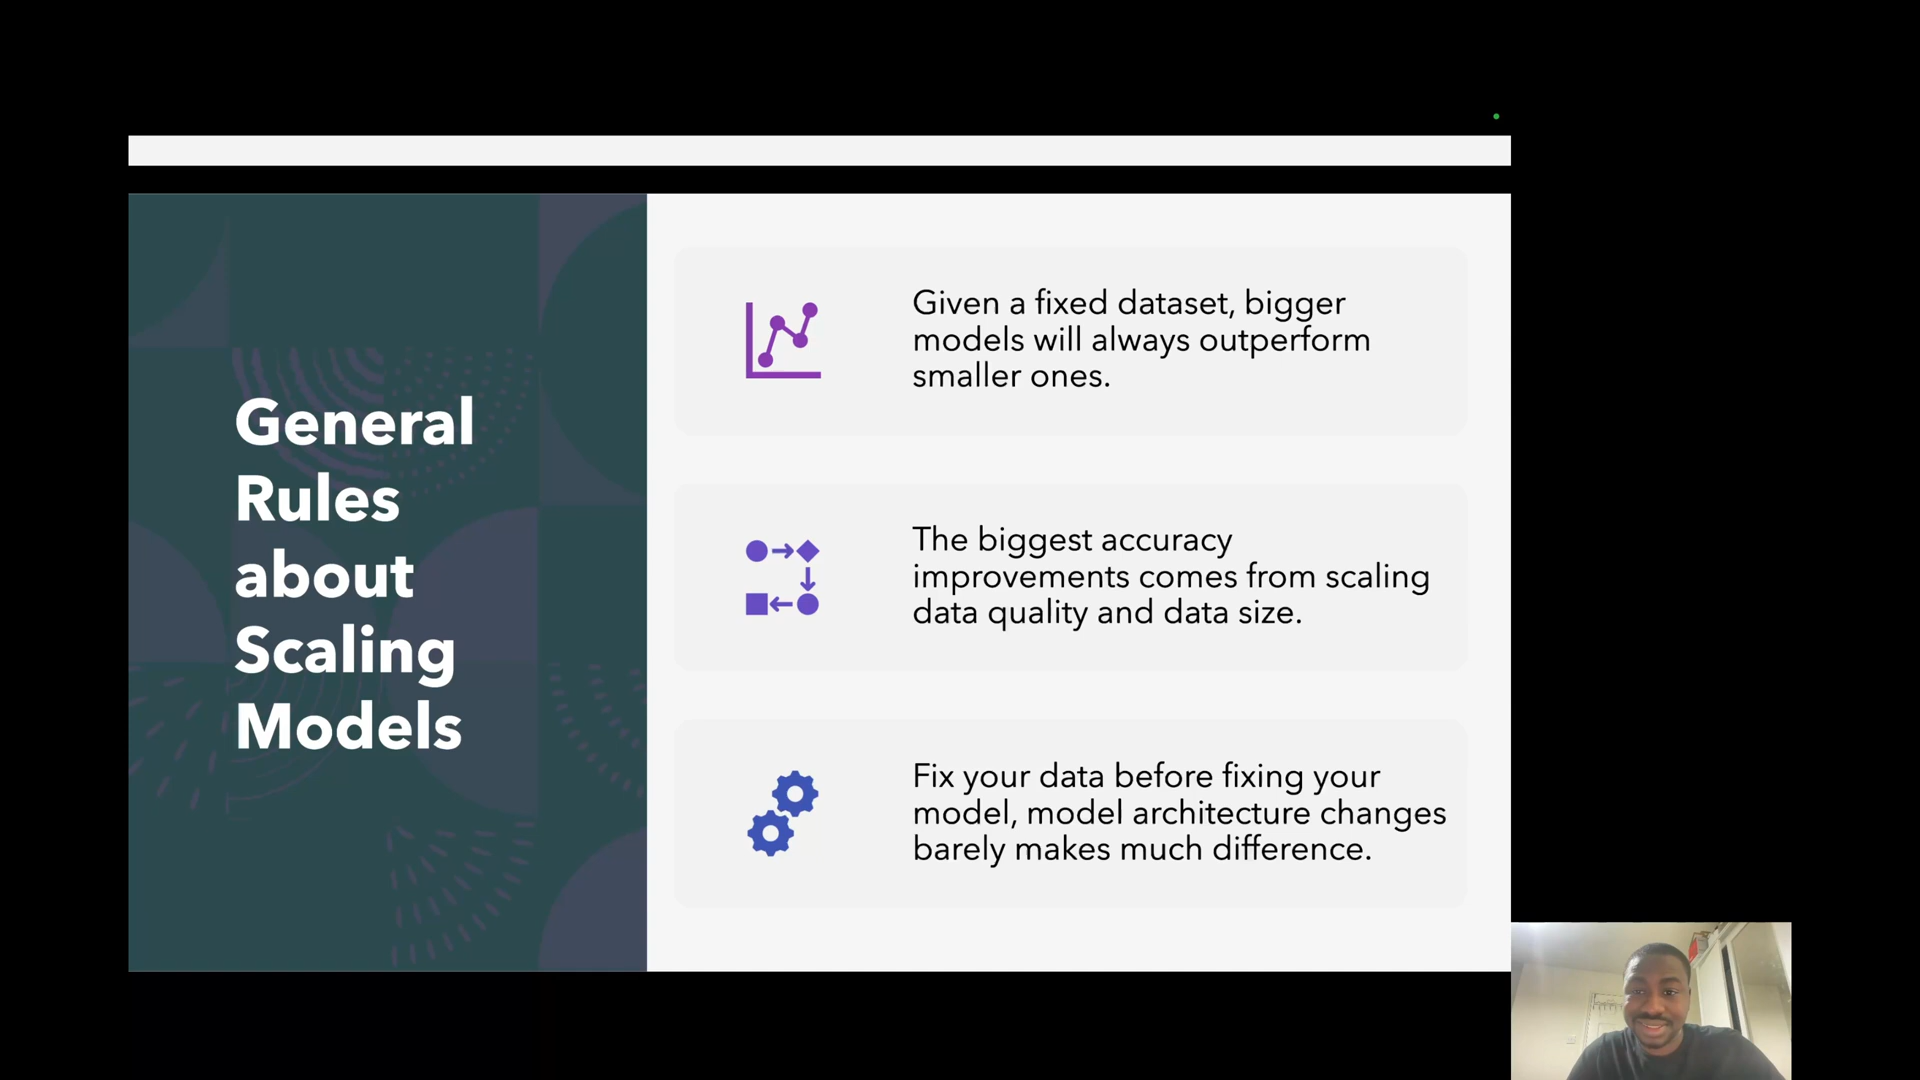 General
Rules
about
Scaling
Models
Given a fixed dataset, bigger
models will always outperform
smaller ones.
The biggest accuracy
improvements comes from scaling
data quality and data size.
Fix your data before fixing your
model, model architecture changes
barely makes much difference.